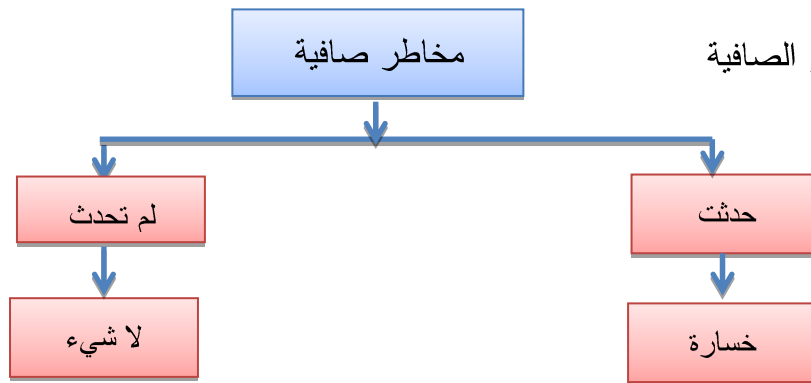 الصافية
مخاطر صافية
حدثت
لم تحدث
خسارة
لا شيء